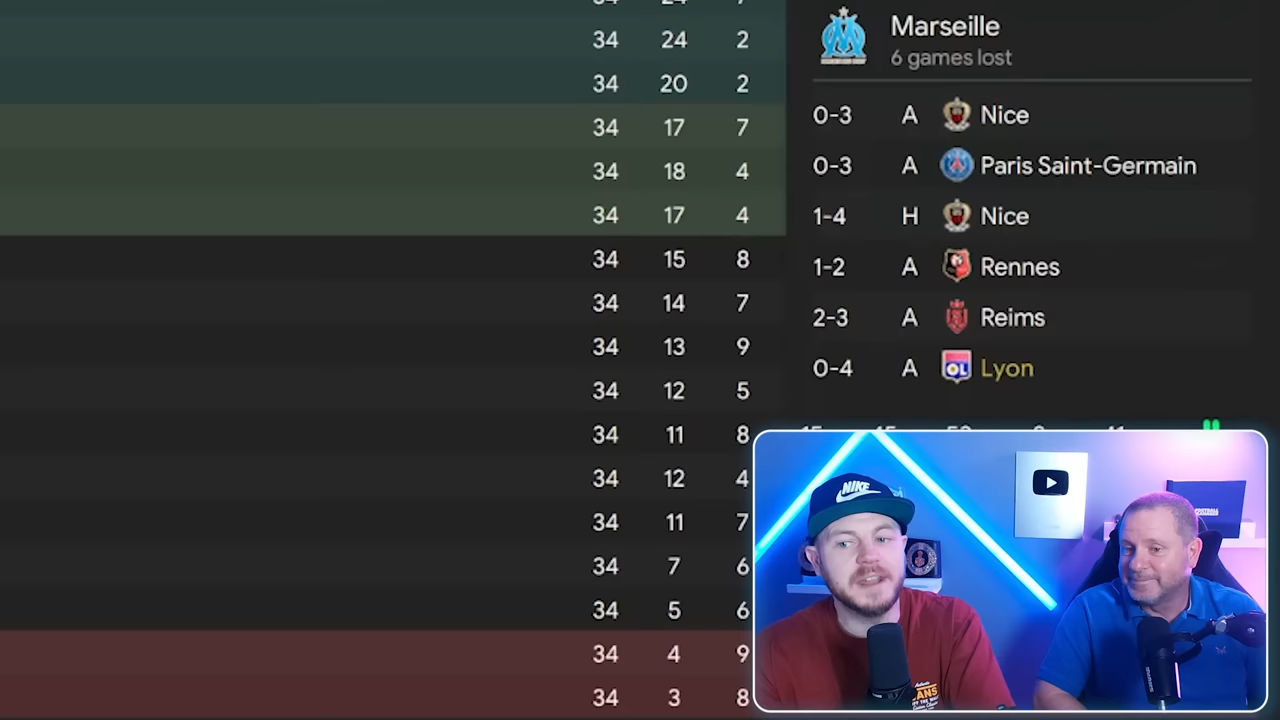 34 24 2
34 20 2
34 17 7
34 18 4
34 17 4
34 15 8
34 14 7
34 13 9
34 12 5
34 11 8
34 12 4
34 11 7
34 7 6
34 5 6
34 4 9
34 3 8
Marseille
6 games lost
0-3 A Nice
0-3 A Paris Saint-Germain
1-4 H Nice
1-2 A Rennes
2-3 A Reims
0-4 A OL Lyon
NIKE